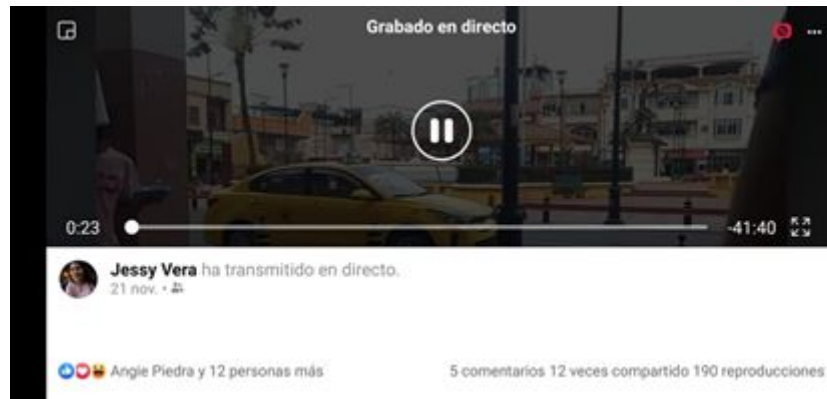 Grabado en directo
0:23
-41:40
Jessy Vera ha transmitido en directo.
21 nov. ·
Angie Piedra y 12 personas más
5 comentarios 12 veces compartido 190 reproducciones